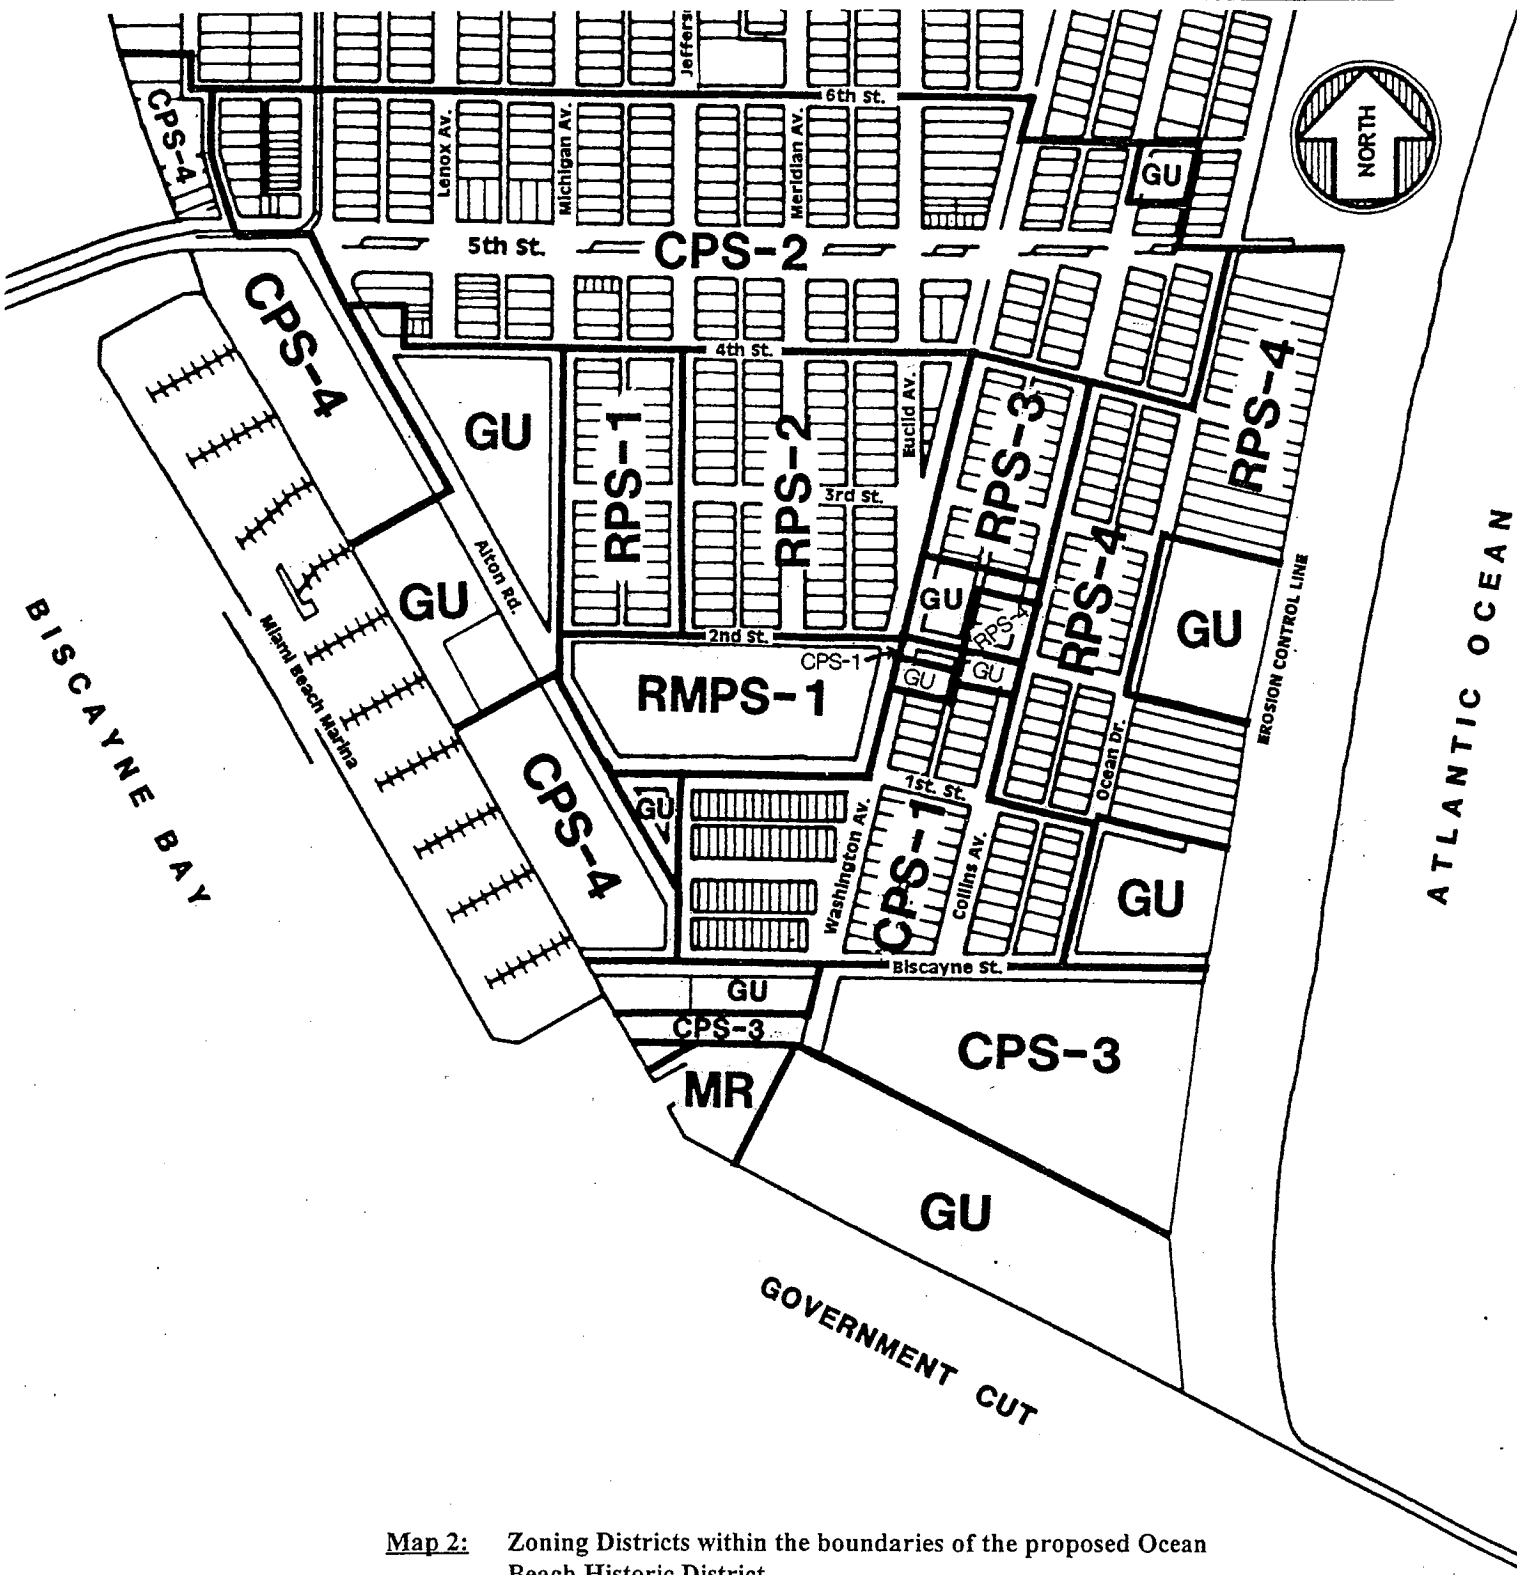 Jeffers
6th St.
CPS-4
Lenox Av.
Michigan Av.
Meridian Av.
GU
NORTH
5th St.
CPS-2
CPS-4
4th St.
GU
RPS-1
RPS-2
Euclid Av.
3rd St.
RPS-3
RPS-4
RPS-4
GU
GU
RPS-4
GU
Alton Rd.
2nd St.
CPS-1
GU
GU
RMPS-1
EROSION CONTROL LINE
ATLANTIC OCEAN
BISCAYNE BAY
Miami Beach Marina
CPS-4
GU
1st. St.
Ocean Dr.
Washington Av.
CPS-1
Collins Av.
GU
Biscayne St.
GU
CPS-3
CPS-3
MR
GU
GOVERNMENT CUT
Map 2: Zoning Districts within the boundaries of the proposed Ocean
Beach Historic District